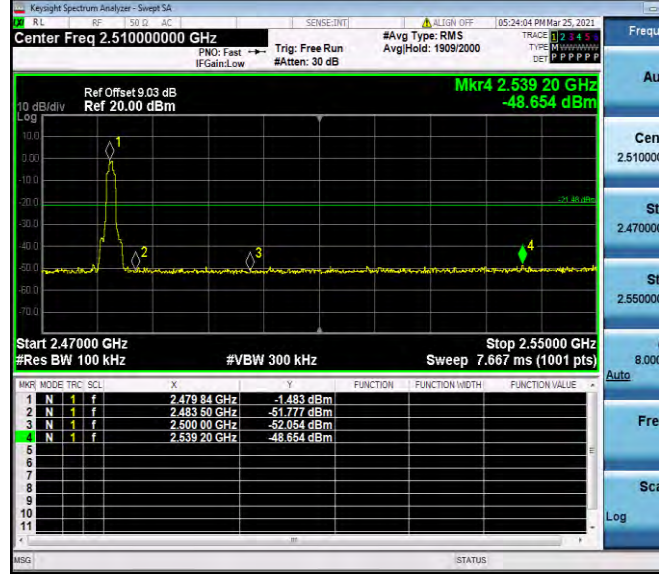 Keysight Spectrum Analyzer - Swept SA
RL RF 50 Ω AC SENSE:INT ALIGN OFF 05:24:04 PM Mar 25, 2021
Center Freq 2.510000000 GHz
#Avg Type: RMS
TRACE 1 2 3 4 5 6
PNO: Fast
Trig: Free Run
Avg|Hold: 1909/2000
TYPE M WWWWW
IFGain:Low
#Atten: 30 dB
DET P P P P P P
Mkr4 2.539 20 GHz
-48.654 dBm
Ref Offset 9.03 dB
10 dB/div Ref 20.00 dBm
Log
10.0
0.00
-10.0
-20.0
-30.0
-40.0
-50.0
-60.0
-70.0
-21.48 dBm
1
2
3
4
Start 2.47000 GHz Stop 2.55000 GHz
#Res BW 100 kHz #VBW 300 kHz Sweep 7.667 ms (1001 pts)
MKR MODE TRC SCL X Y FUNCTION FUNCTION WIDTH FUNCTION VALUE
1 N 1 f 2.479 84 GHz -1.483 dBm
2 N 1 f 2.483 50 GHz -51.777 dBm
3 N 1 f 2.500 00 GHz -52.054 dBm
4 N 1 f 2.539 20 GHz -48.654 dBm
5
6
7
8
9
10
11
MSG STATUS
Frequ
Au
Cen
2.51000
St
2.47000
St
2.55000
8.000
Auto
Fre
Sca
Log